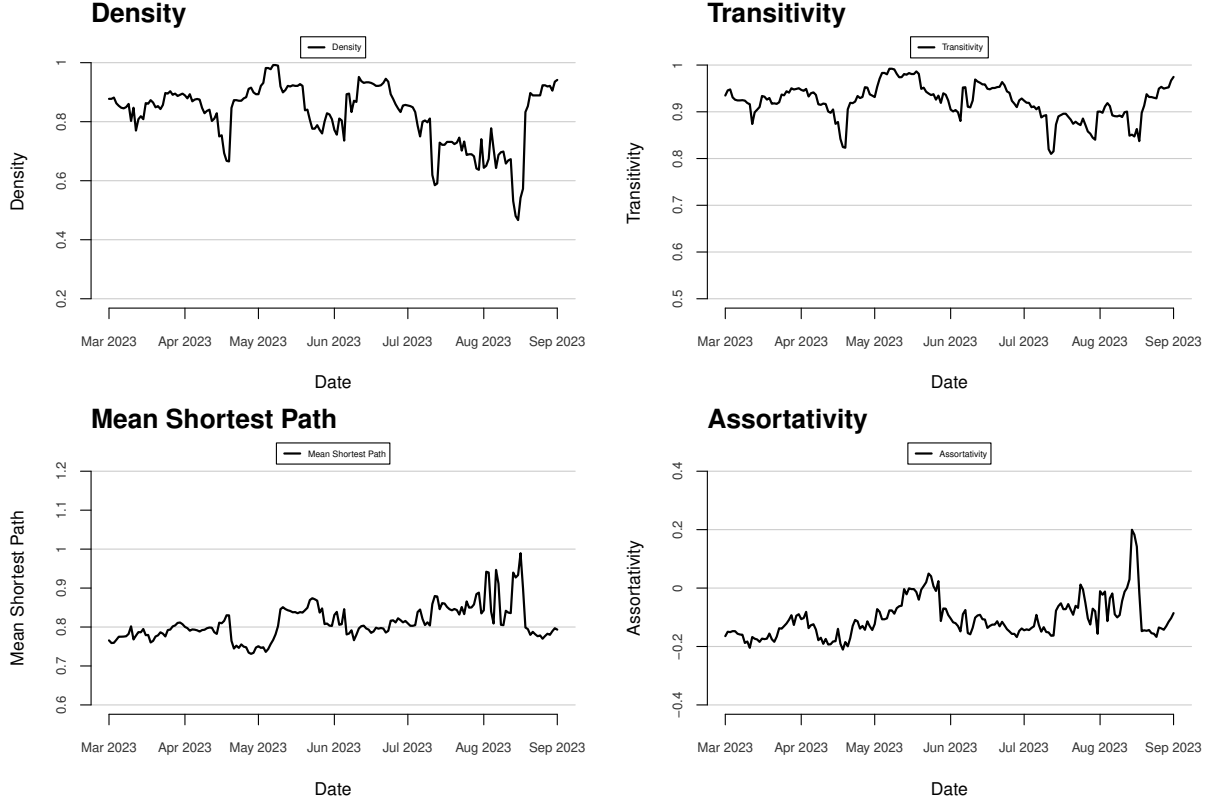 Density
Density
1
0.8
0.6
0.4
0.2
Density
Mar 2023 Apr 2023 May 2023 Jun 2023 Jul 2023 Aug 2023 Sep 2023
Date
Transitivity
Transitivity
1
0.9
0.8
0.7
0.6
0.5
Transitivity
Mar 2023 Apr 2023 May 2023 Jun 2023 Jul 2023 Aug 2023 Sep 2023
Date
Mean Shortest Path
Mean Shortest Path
1.2
1.1
1
0.9
0.8
0.7
0.6
Mean Shortest Path
Mar 2023 Apr 2023 May 2023 Jun 2023 Jul 2023 Aug 2023 Sep 2023
Date
Assortativity
Assortativity
0.4
0.2
0
−0.2
−0.4
Assortativity
Mar 2023 Apr 2023 May 2023 Jun 2023 Jul 2023 Aug 2023 Sep 2023
Date